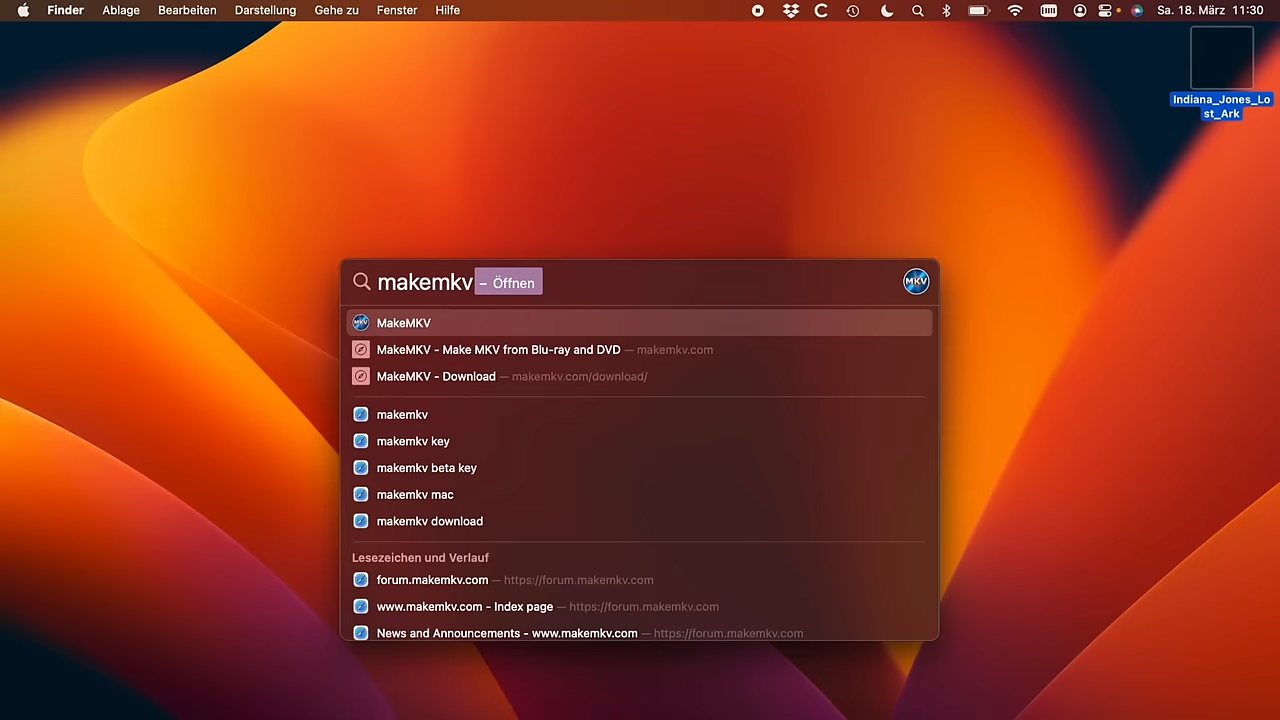 Finder Ablage Bearbeiten Darstellung Gehe zu Fenster Hilfe Sa. 18. März 11:30
Indiana_Jones_Lo
st_Ark
makemkv – Öffnen MKV
MKV MakeMKV
MakeMKV - Make MKV from Blu-ray and DVD — makemkv.com
MakeMKV - Download — makemkv.com/download/
makemkv
makemkv key
makemkv beta key
makemkv mac
makemkv download
Lesezeichen und Verlauf
forum.makemkv.com — https://forum.makemkv.com
www.makemkv.com - Index page — https://forum.makemkv.com
News and Announcements - www.makemkv.com — https://forum.makemkv.com